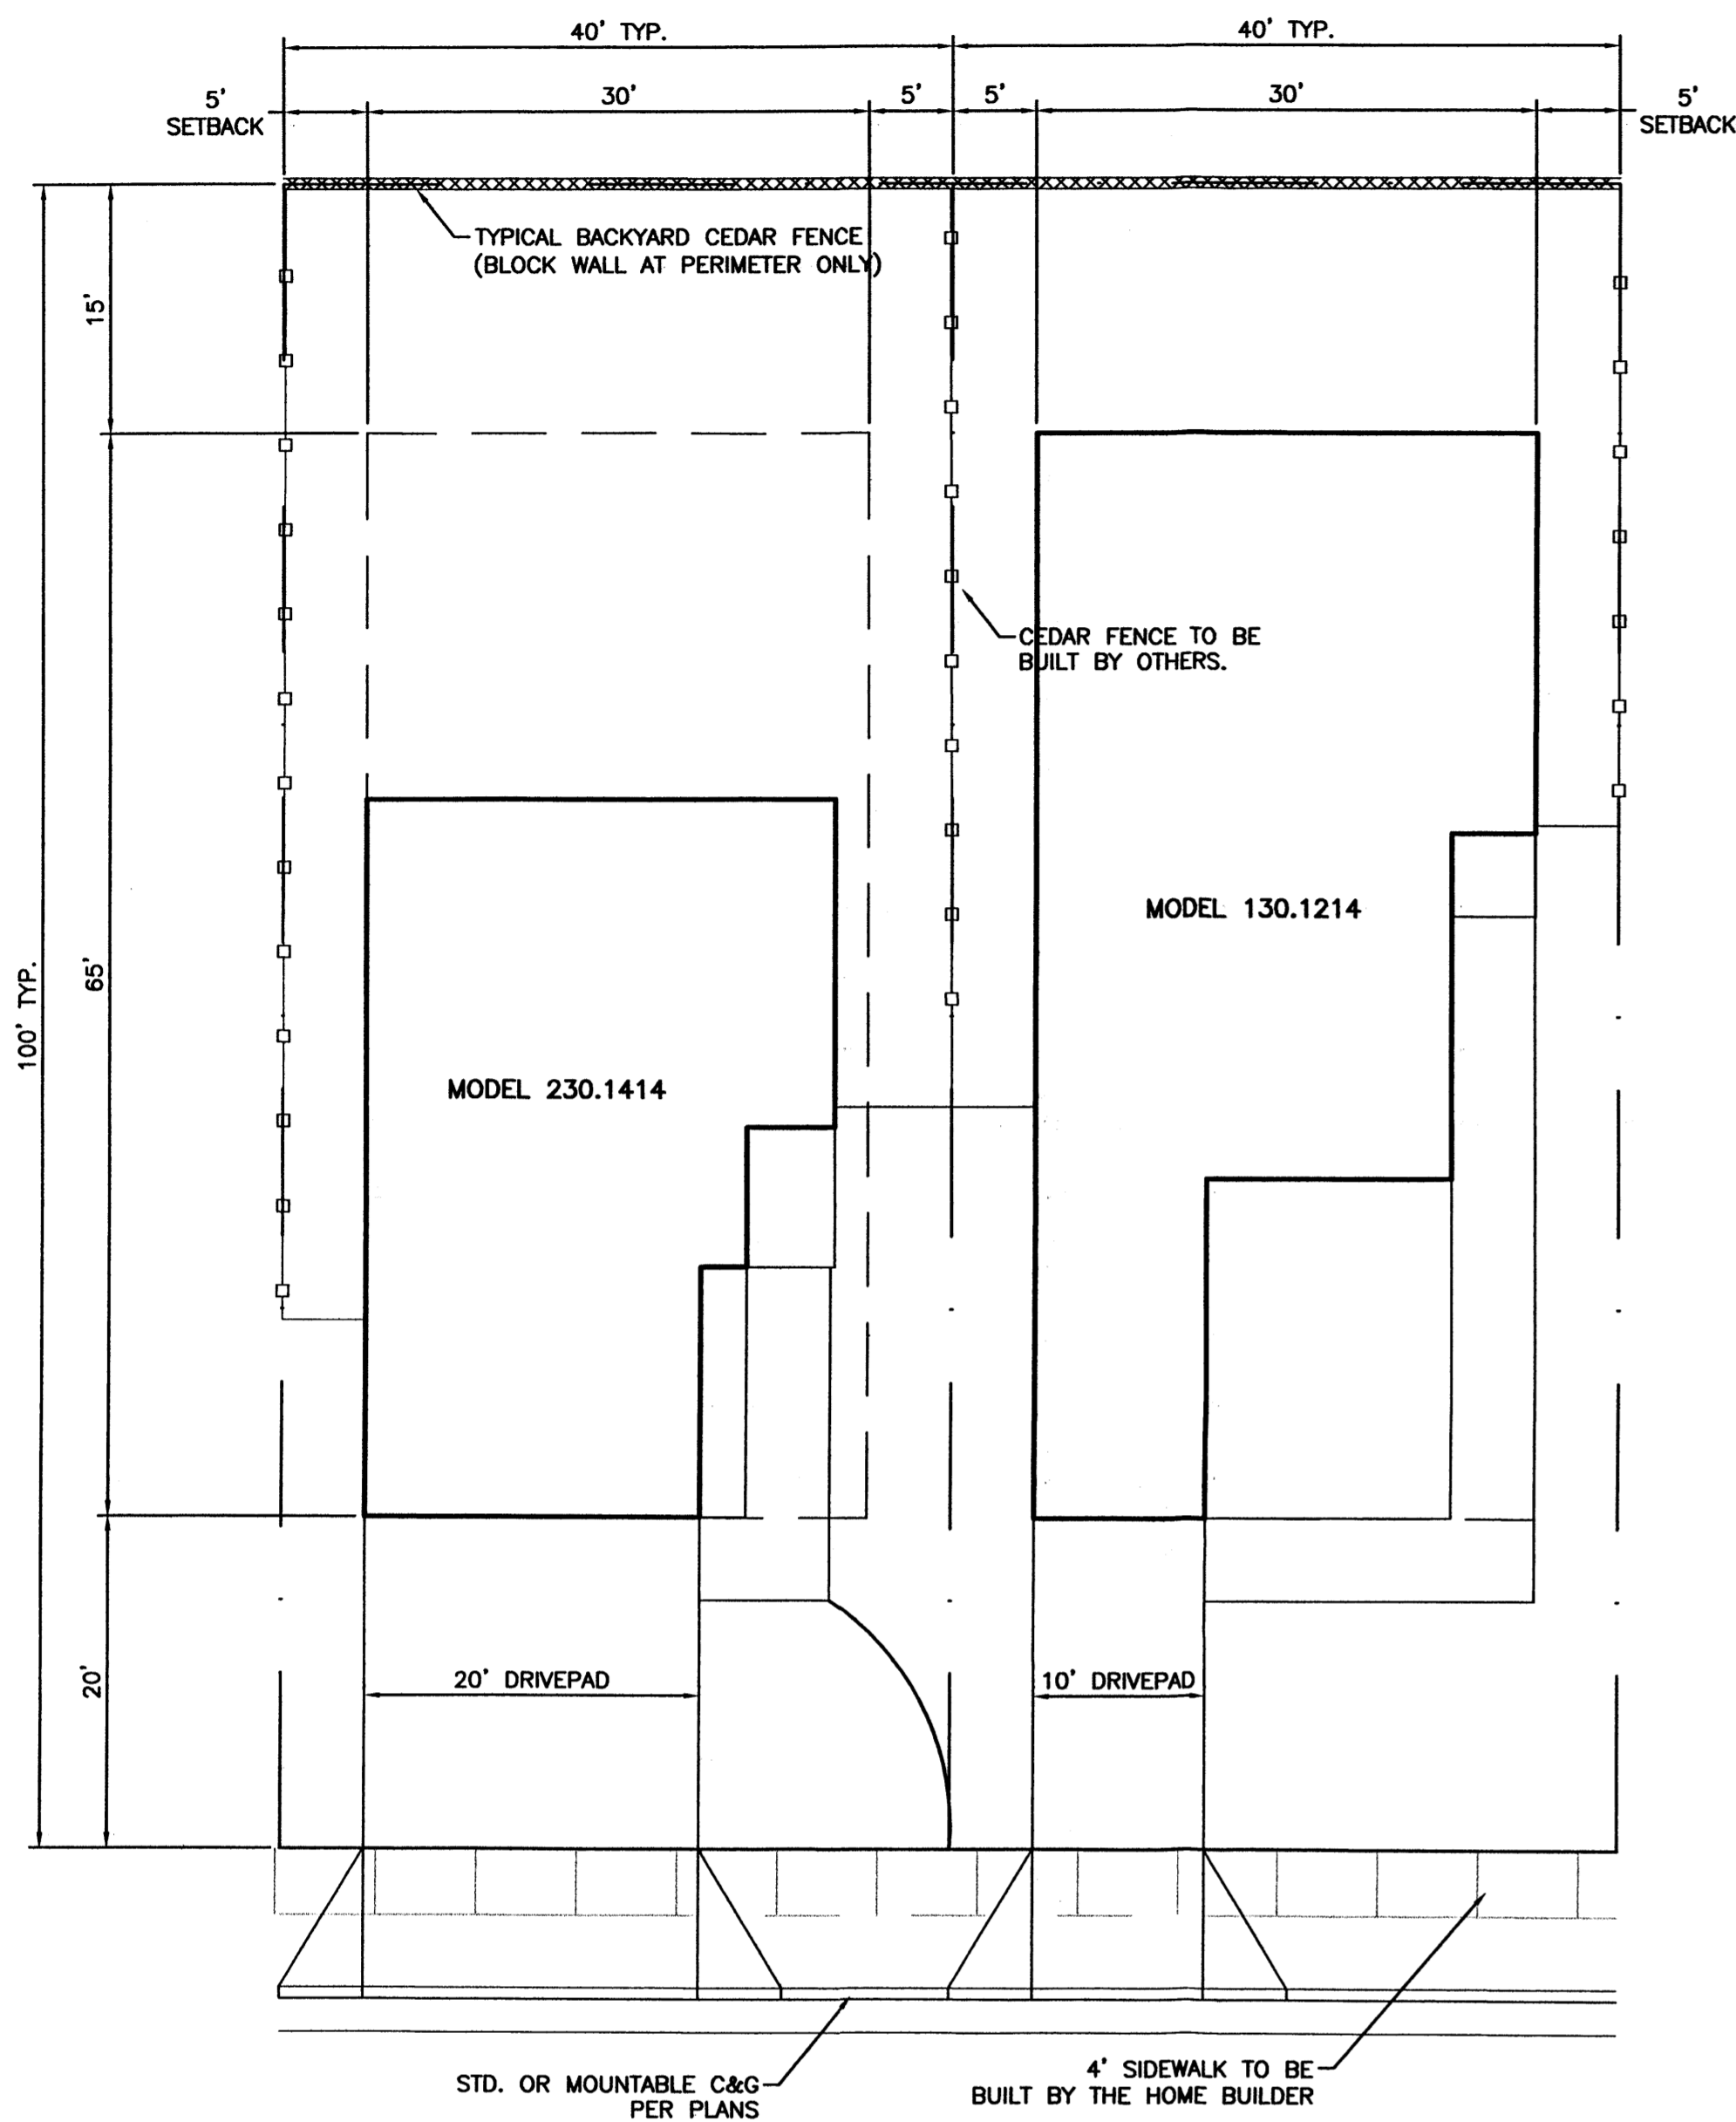 40' TYP.
40' TYP.
5'
SETBACK
30'
5'
5'
30'
5'
SETBACK
TYPICAL BACKYARD CEDAR FENCE
(BLOCK WALL AT PERIMETER ONLY)
15'
CEDAR FENCE TO BE
BUILT BY OTHERS.
MODEL 130.1214
65'
100' TYP.
MODEL 230.1414
20'
20' DRIVEPAD
10' DRIVEPAD
STD. OR MOUNTABLE C&G
PER PLANS
4' SIDEWALK TO BE
BUILT BY THE HOME BUILDER